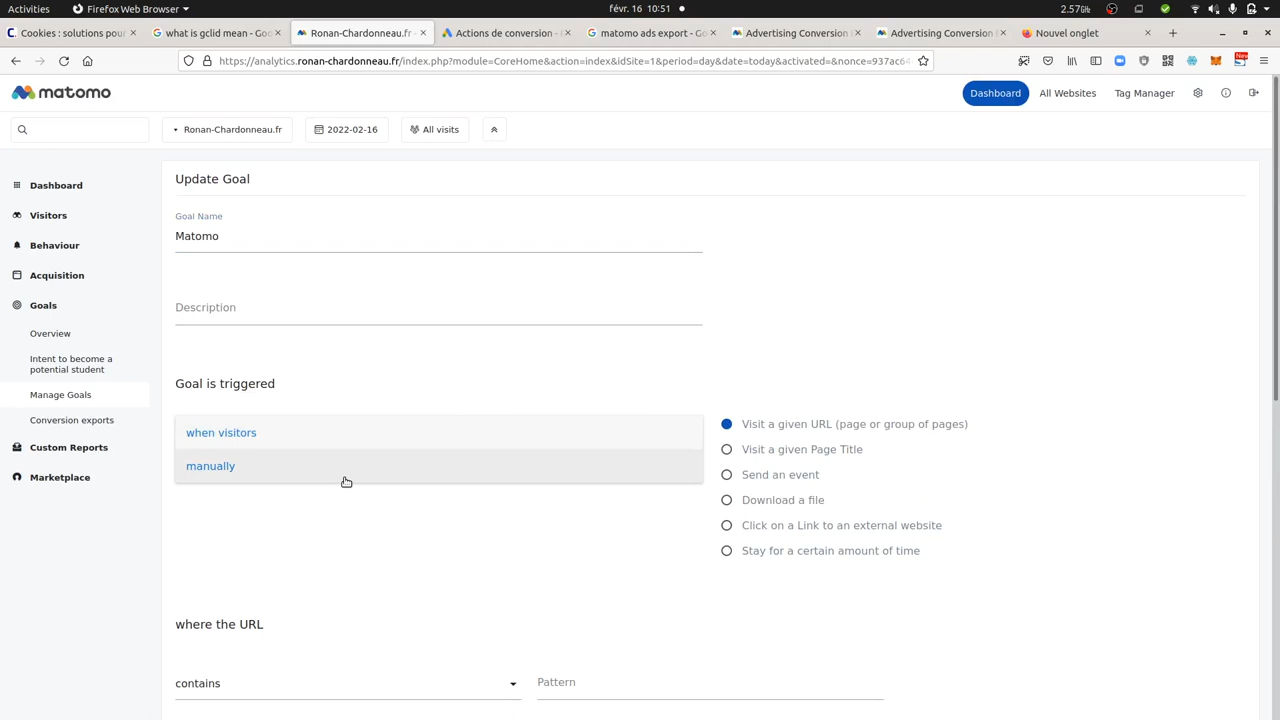 Activities
Firefox Web Browser
févr. 16 10:51
2.57
Cookies : solutions pour
what is gclid mean - Goo
Ronan-Chardonneau.fr -
Actions de conversion -
matomo ads export - Go
Advertising Conversion
Advertising Conversion E
Nouvel onglet
https://analytics.ronan-chardonneau.fr/index.php?module=CoreHome&action=index&idSite=1&period=day&date=today&activated=&nonce=937ac64
New
matomo
Dashboard
All Websites
Tag Manager
Ronan-Chardonneau.fr
2022-02-16
All visits
Dashboard
Visitors
Behaviour
Acquisition
Goals
Overview
Intent to become a
potential student
Manage Goals
Conversion exports
Custom Reports
Marketplace
Update Goal
Goal Name
Matomo
Description
Goal is triggered
when visitors
manually
Visit a given URL (page or group of pages)
Visit a given Page Title
Send an event
Download a file
Click on a Link to an external website
Stay for a certain amount of time
where the URL
contains
Pattern